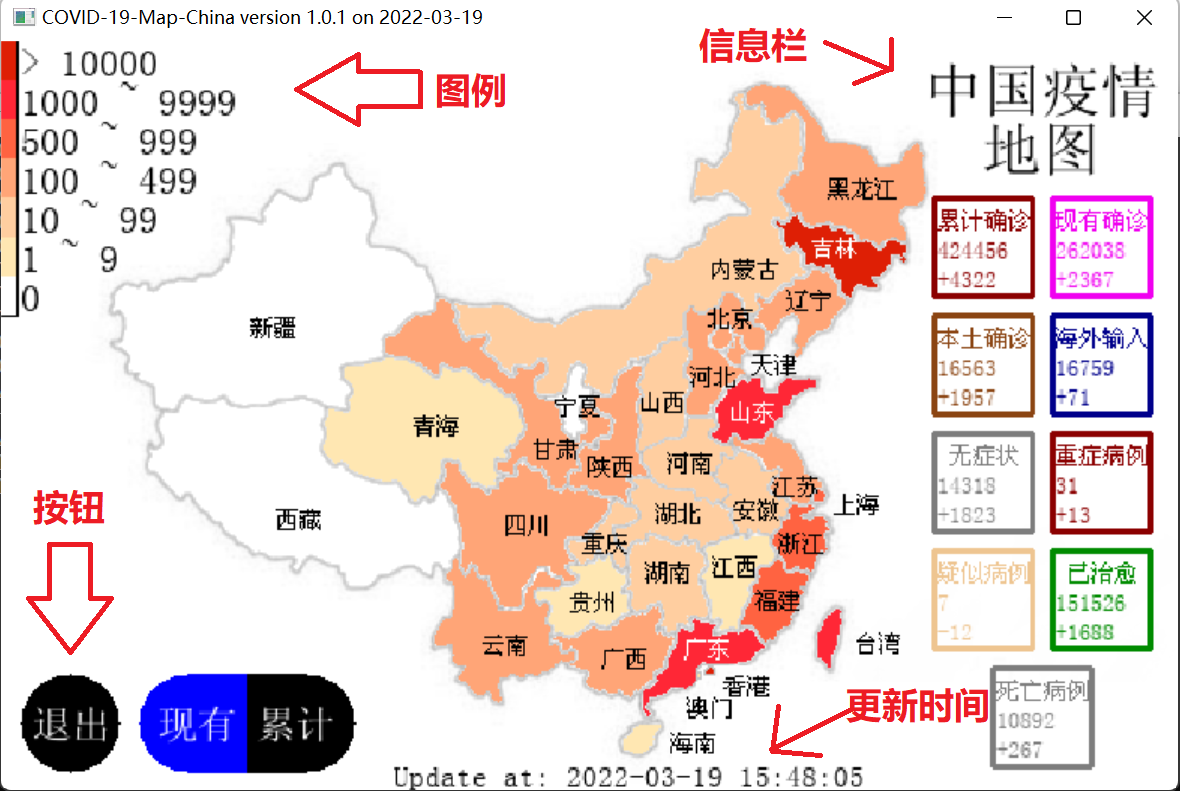 COVID-19-Map-China version 1.0.1 on 2022-03-19
> 10000
1000 ~ 9999
500 ~ 999
100 ~ 499
10 ~ 99
1 ~ 9
0
图例
信息栏
中国疫情
地图
累计确诊
424456
+4322
现有确诊
262038
+2367
本土确诊
16563
+1957
海外输入
16759
+71
无症状
14318
+1823
重症病例
31
+13
疑似病例
7
-12
已治愈
151526
+1688
死亡病例
10892
+267
黑龙江
吉林
内蒙古
辽宁
北京
新疆
天津
河北
宁夏
山西
山东
青海
甘肃
陕西
河南
江苏
上海
安徽
湖北
西藏
四川
重庆
浙江
湖南
江西
贵州
福建
云南
广西
广东
台湾
香港
澳门
海南
按钮
退出
现有
累计
更新时间
Update at: 2022-03-19 15:48:05